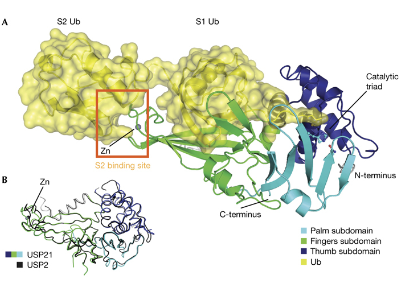 A
S2 Ub
S1 Ub
Catalytic
triad
Zn
S2 binding site
N-terminus
C-terminus
B
Zn
USP21
USP2
Palm subdomain
Fingers subdomain
Thumb subdomain
Ub